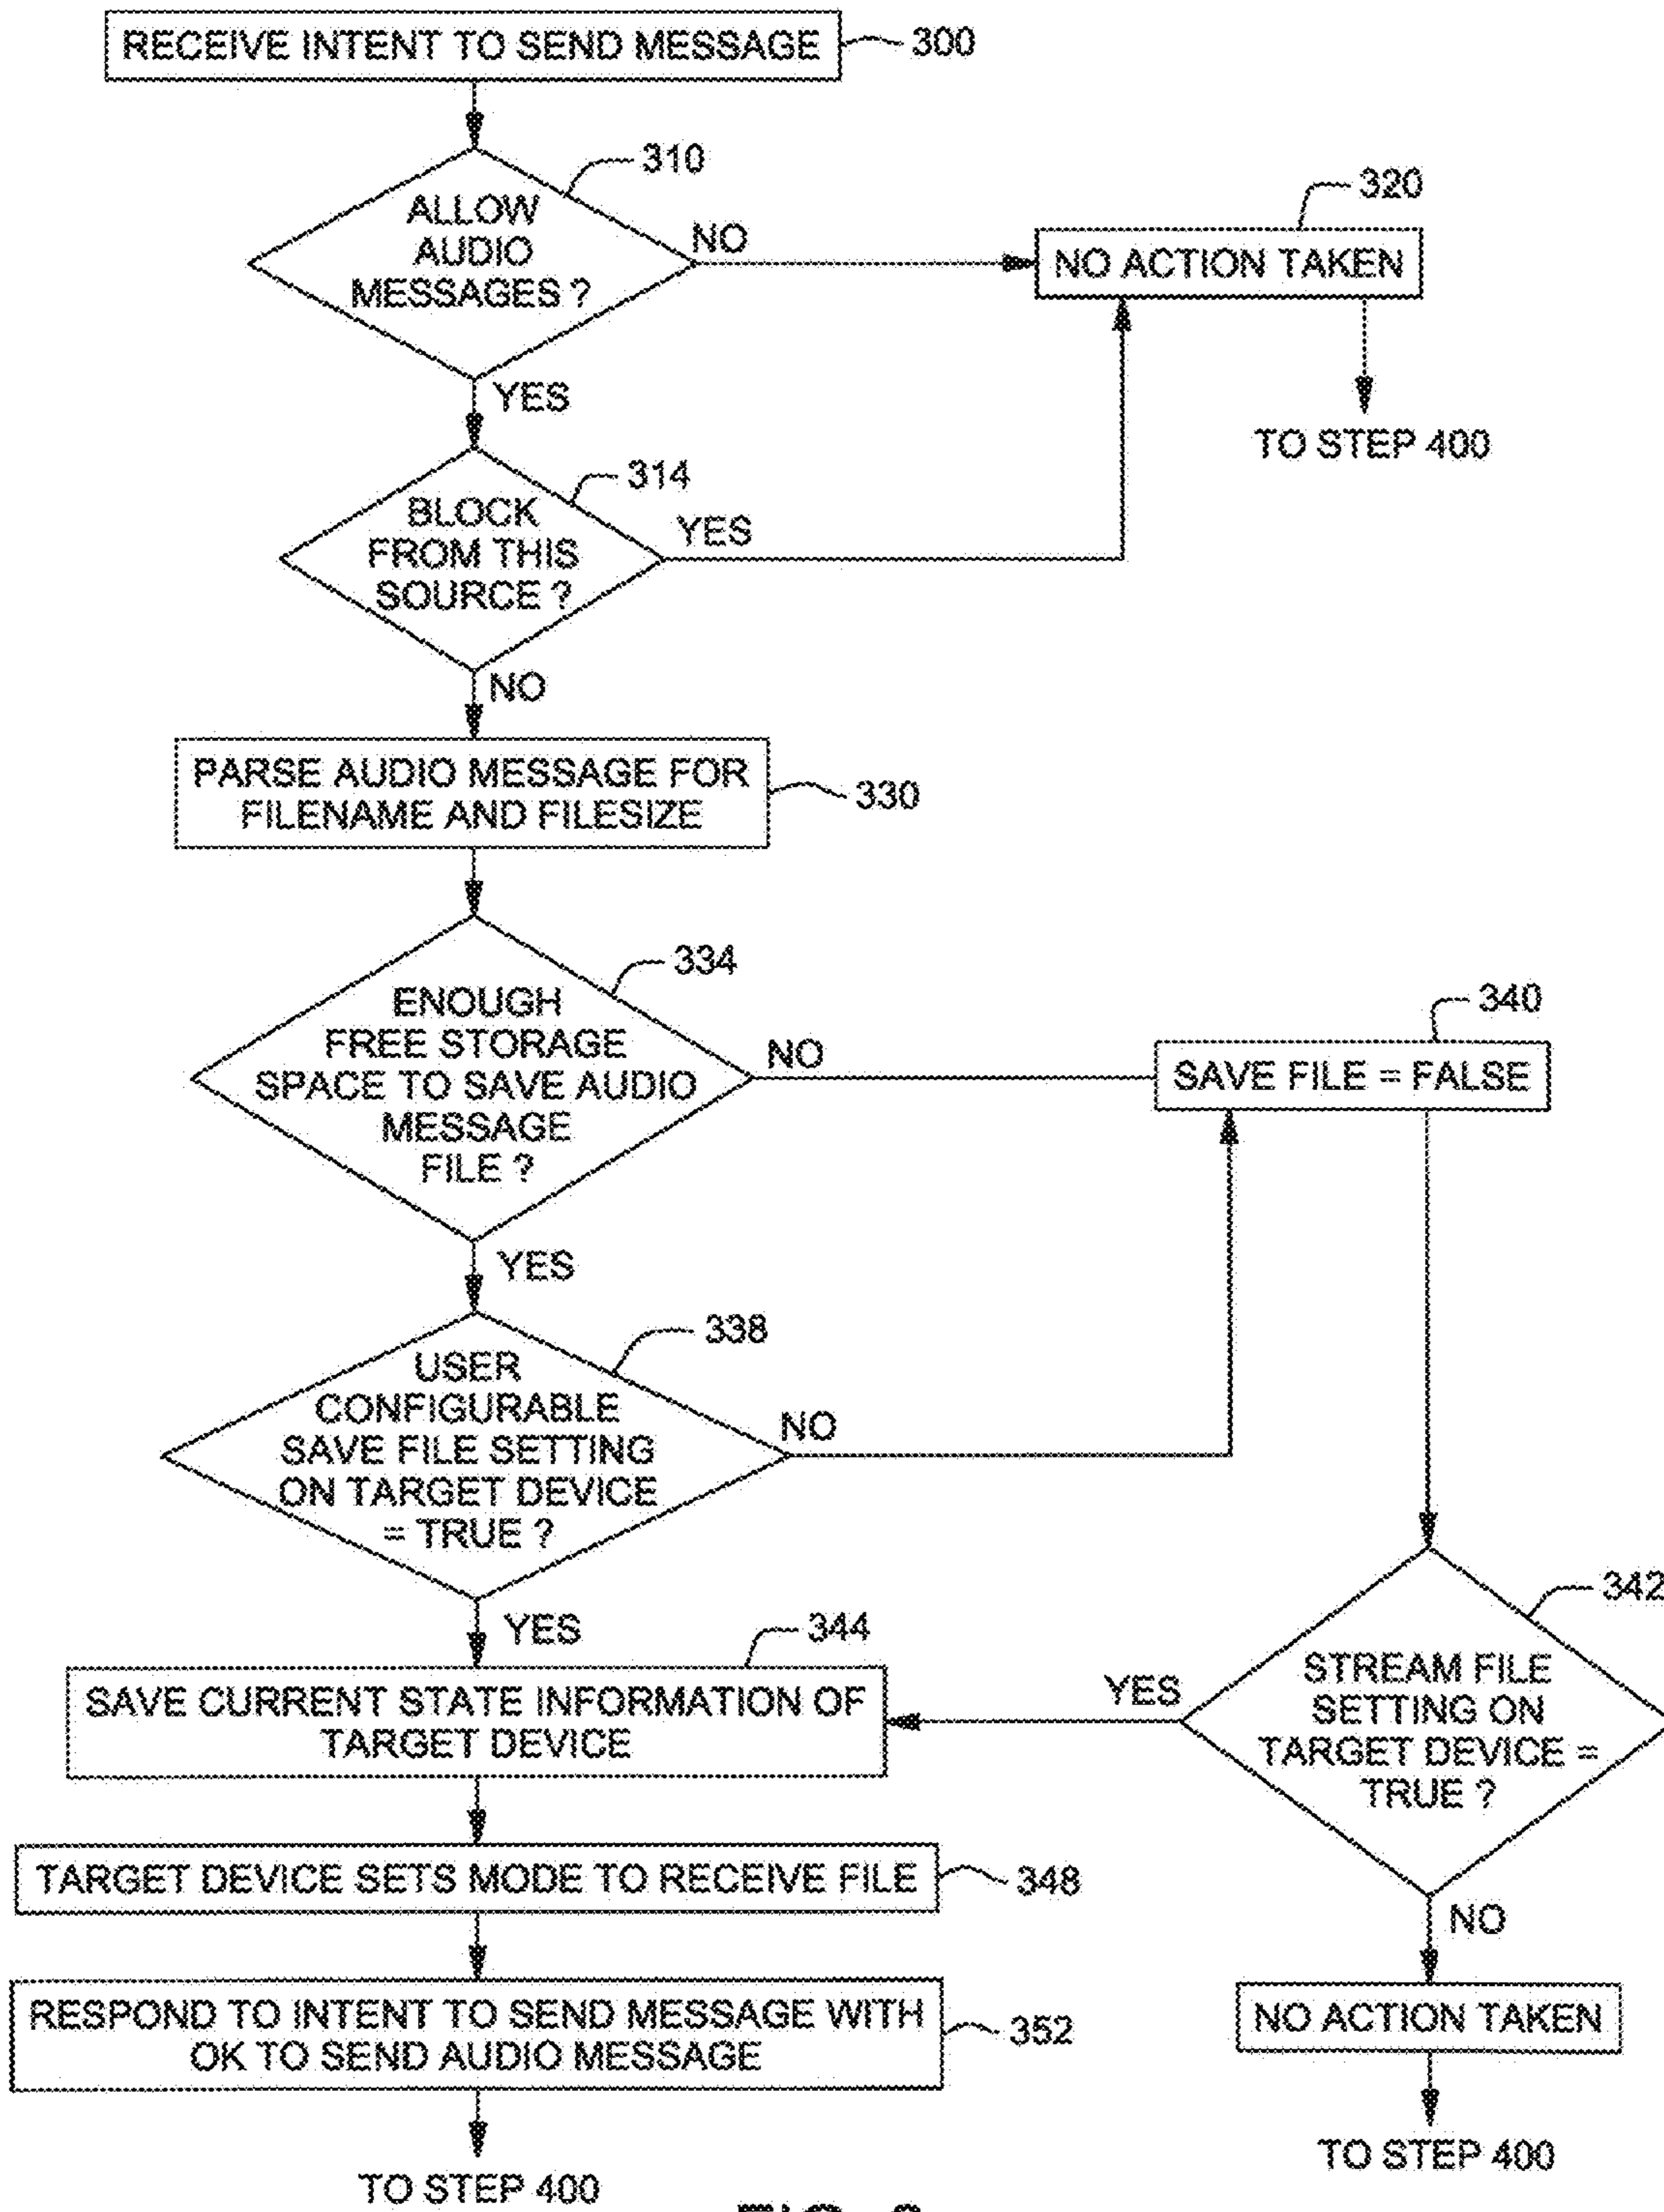 RECEIVE INTENT TO SEND MESSAGE
300
310
ALLOW
AUDIO
MESSAGES ?
NO
320
NO ACTION TAKEN
TO STEP 400
YES
314
BLOCK
FROM THIS
SOURCE ?
YES
NO
PARSE AUDIO MESSAGE FOR
FILENAME AND FILESIZE
330
334
ENOUGH
FREE STORAGE
SPACE TO SAVE AUDIO
MESSAGE
FILE ?
NO
340
SAVE FILE = FALSE
YES
338
USER
CONFIGURABLE
SAVE FILE SETTING
ON TARGET DEVICE
= TRUE ?
NO
YES
342
STREAM FILE
SETTING ON
TARGET DEVICE =
TRUE ?
YES
344
SAVE CURRENT STATE INFORMATION OF
TARGET DEVICE
TARGET DEVICE SETS MODE TO RECEIVE FILE
348
NO
NO ACTION TAKEN
RESPOND TO INTENT TO SEND MESSAGE WITH
OK TO SEND AUDIO MESSAGE
352
TO STEP 400
TO STEP 400